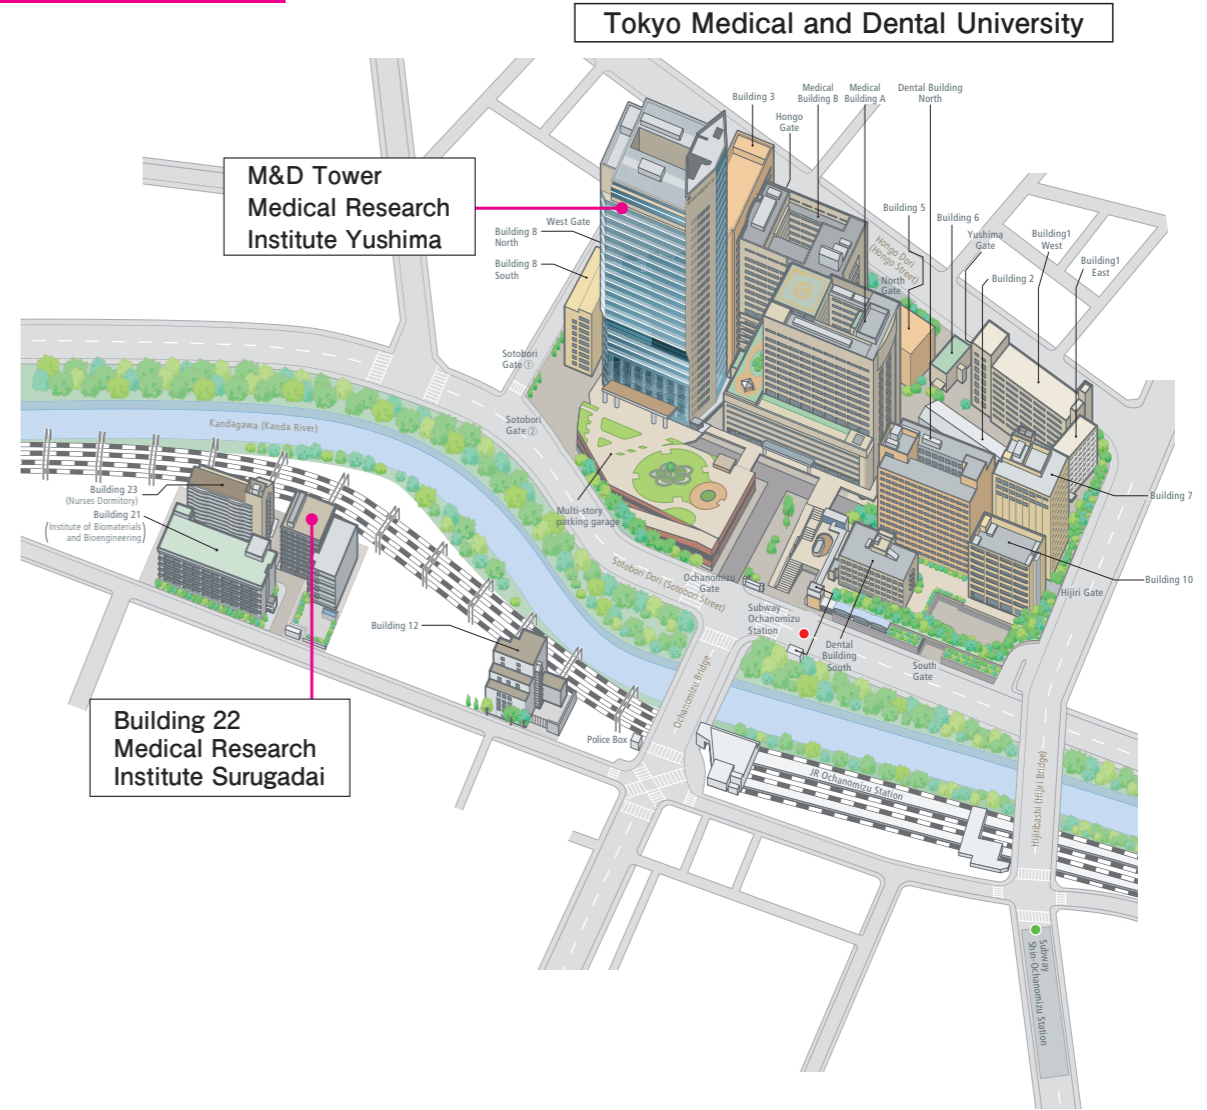 Tokyo Medical and Dental University
Building 3
Medical
Building B
Medical
Building A
Dental Building
North
Hongo
Gate
M&D Tower
Medical Research
Institute Yushima
West Gate
Building 8
North
Building 8
South
Building 5
Building 6
Hongo Dori
(Hongo Street)
North
Gate
Yushima
Gate
Building1
West
Building1
East
Building 2
Sotobori
Gate①
Sotobori
Gate②
Kandagawa (Kanda River)
Building 23
(Nurses Dormitory)
Building 21
(Institute of Biomaterials
and Bioengineering)
Multi-story
parking garage
Building 7
Sotobori Dori (Sotobori Street)
Ochanomizu
Gate
Building 10
Hijiri Gate
Subway
Ochanomizu
Station
Building 12
Dental
Building
South
South
Gate
Ochanomizu Bridge
Building 22
Medical Research
Institute Surugadai
Police Box
JR Ochanomizu Station
Hijiribashi (Hijiri Bridge)
Subway
Shin-Ochanomizu Station